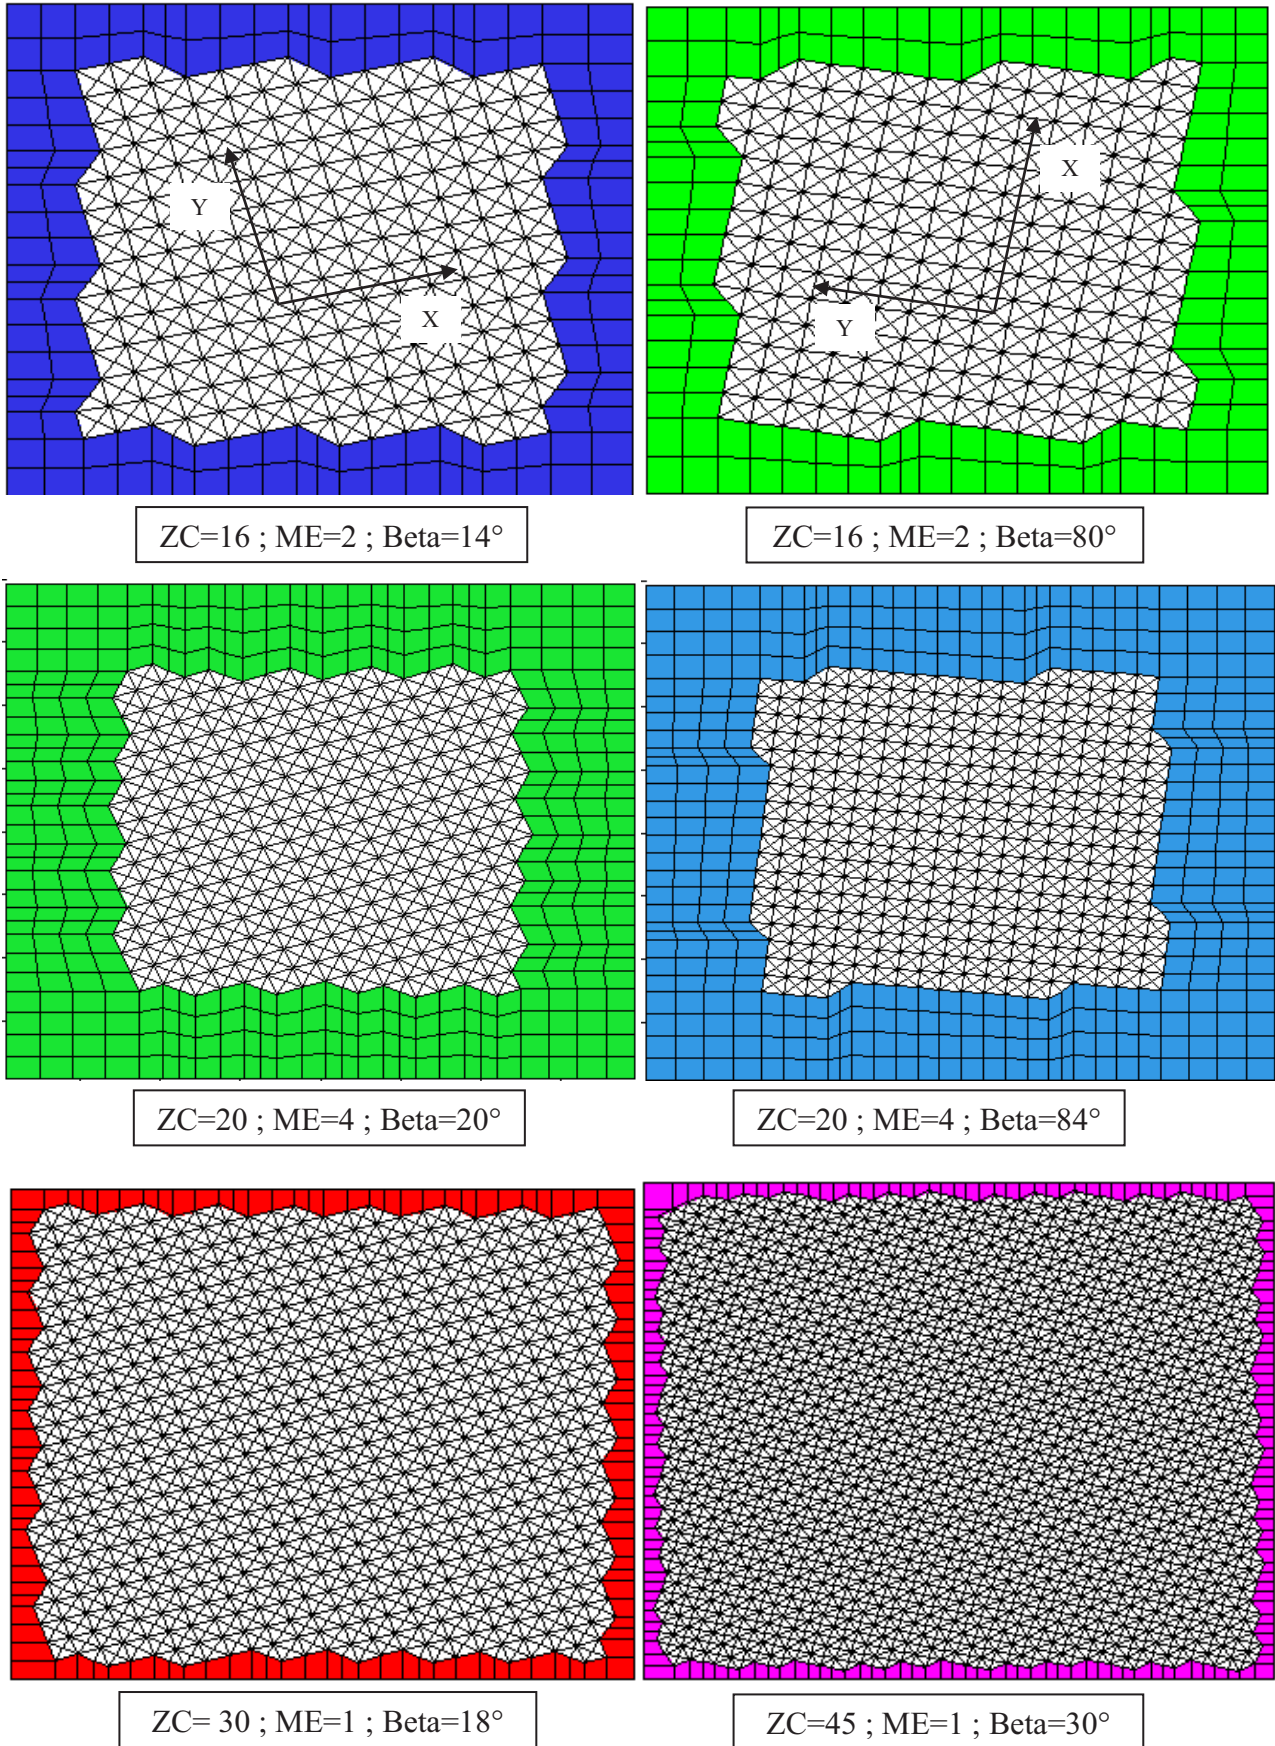 Y
X
X
Y
ZC=16 ; ME=2 ; Beta=14°
ZC=16 ; ME=2 ; Beta=80°
ZC=20 ; ME=4 ; Beta=20°
ZC=20 ; ME=4 ; Beta=84°
ZC= 30 ; ME=1 ; Beta=18°
ZC=45 ; ME=1 ; Beta=30°